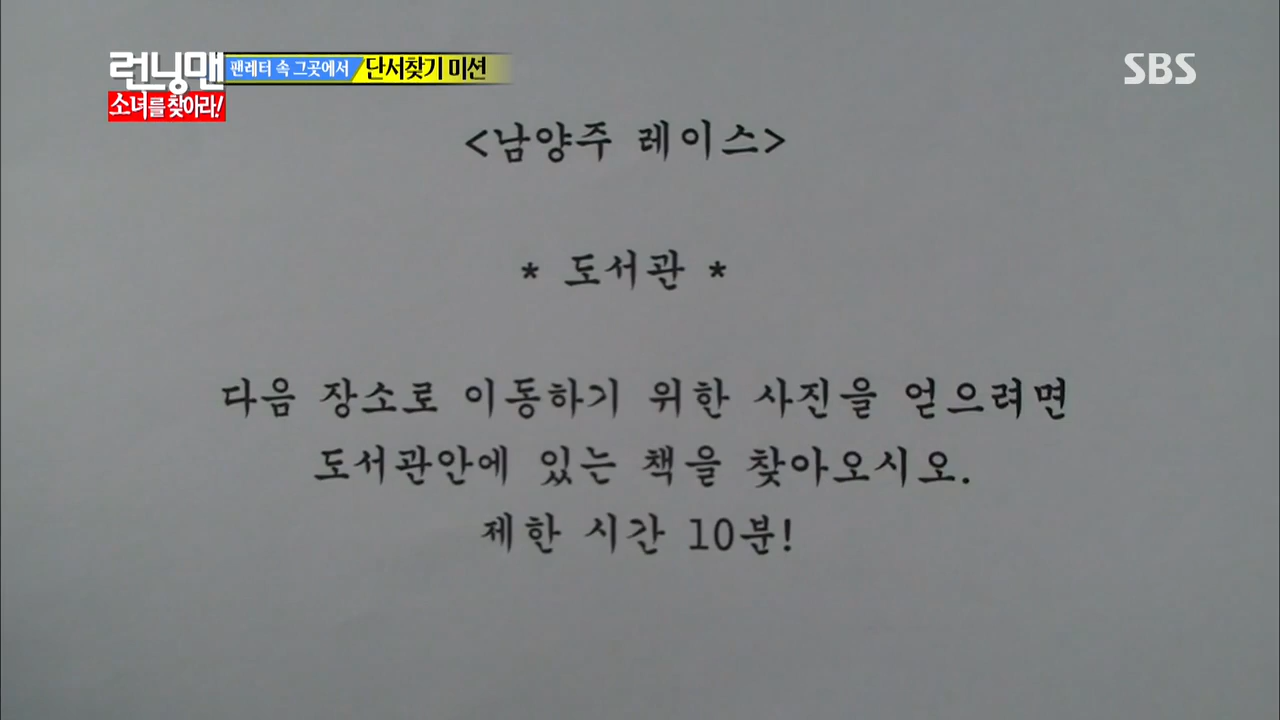 런닝맨 팬레터 속 그곳에서 단서찾기 미션 SBS
소녀를 찾아라!
<남양주 레이스>
* 도서관 *
다음 장소로 이동하기 위한 사진을 얻으려면
도서관안에 있는 책을 찾아오시오.
제한 시간 10분!